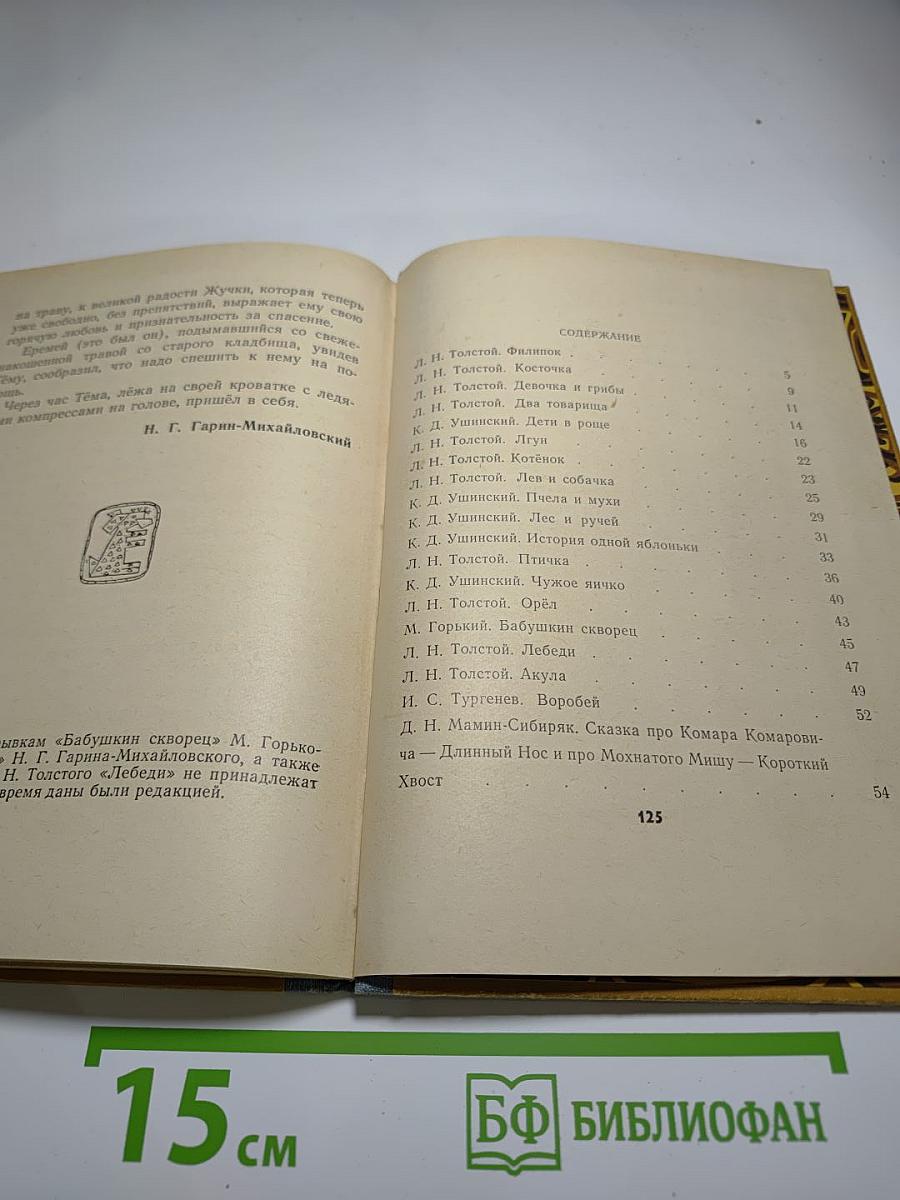 на траву, к великой радости Жучки, которая теперь
уже свободно, без препятствий, выражает ему свою
горячую любовь и признательность за спасение.
Еремей (это был он), подымавшийся со свеже-
накошенной травой со старого кладбища, увидев
Тёму, сообразил, что надо спешить к нему на по-
ощь.
Через час Тёма, лёжа на своей кроватке с ледя-
ми компрессами на голове, пришёл в себя.
Н. Г. Гарин-Михайловский
рывкам «Бабушкин скворец» М. Горько-
» Н. Г. Гарина-Михайловского, а также
Н. Толстого «Лебеди» не принадлежат
время даны были редакцией.
СОДЕРЖАНИЕ
Л. Н. Толстой. Филипок . . . . . . . 5
Л. Н. Толстой. Косточка . . . . . . . 9
Л. Н. Толстой. Девочка и грибы . . . . . . . 11
Л. Н. Толстой. Два товарища . . . . . . . 14
К. Д. Ушинский. Дети в роще . . . . . . . 16
Л. Н. Толстой. Лгун . . . . . . . 22
Л. Н. Толстой. Котёнок . . . . . . . 23
Л. Н. Толстой. Лев и собачка . . . . . . . 25
К. Д. Ушинский. Пчела и мухи . . . . . . . 29
К. Д. Ушинский. Лес и ручей . . . . . . . 31
К. Д. Ушинский. История одной яблоньки . . . . . 33
Л. Н. Толстой. Птичка . . . . . . . 36
К. Д. Ушинский. Чужое яичко . . . . . . . 40
Л. Н. Толстой. Орёл . . . . . . . 43
М. Горький. Бабушкин скворец . . . . . . . 45
Л. Н. Толстой. Лебеди . . . . . . . 47
Л. Н. Толстой. Акула . . . . . . . 49
И. С. Тургенев. Воробей . . . . . . . 52
Д. Н. Мамин-Сибиряк. Сказка про Комара Комарови-
ча — Длинный Нос и про Мохнатого Мишу — Короткий
Хвост . . . . . . . . . 54
125
15 см
БФ БИБЛИОФАН